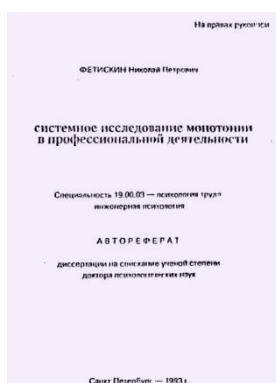 На правах рукописи
ФЕТИСКИН Николай Петрович
системное исследование монотонии
в профессиональной деятельности
Специальность 19.00.03 — психология труда
инженерная психология
АВТОРЕФЕРАТ
диссертации на соискание ученой степени
доктора психологических наук
Санкт Петербург — 1993 г.